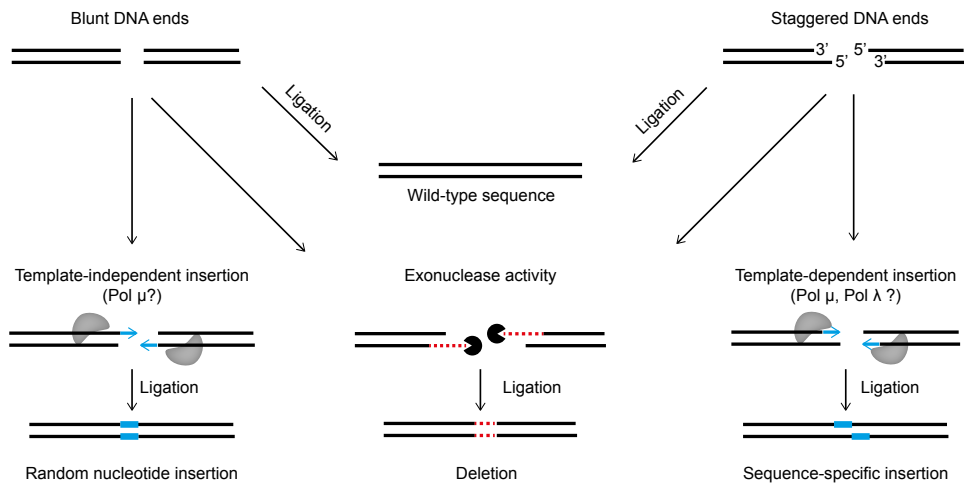 Blunt DNA ends
Staggered DNA ends
3’ 5’
5’ 3’
Ligation
Ligation
Wild-type sequence
Template-independent insertion
(Pol µ?)
Exonuclease activity
Template-dependent insertion
(Pol µ, Pol λ ?)
Ligation
Ligation
Ligation
Random nucleotide insertion
Deletion
Sequence-specific insertion